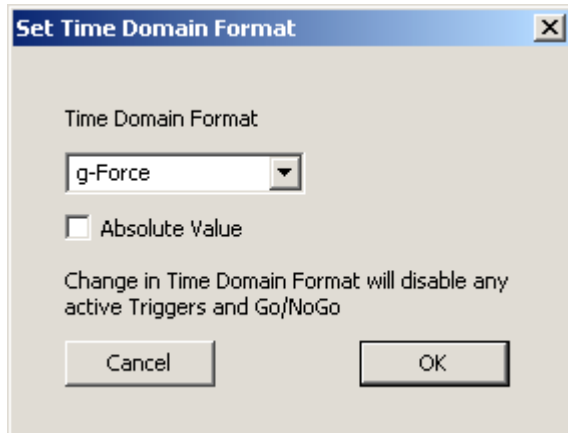 Set Time Domain Format
Time Domain Format
g-Force
Absolute Value
Change in Time Domain Format will disable any
active Triggers and Go/NoGo
Cancel OK